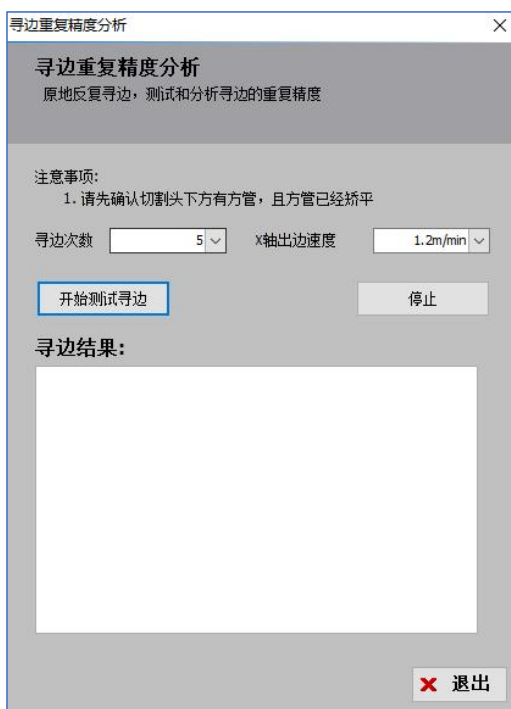 寻边重复精度分析
寻边重复精度分析
原地反复寻边，测试和分析寻边的重复精度
注意事项:
1. 请先确认切割头下方有方管，且方管已经矫平
寻边次数 5 X轴出边速度 1.2m/min
开始测试寻边 停止
寻边结果:
退出